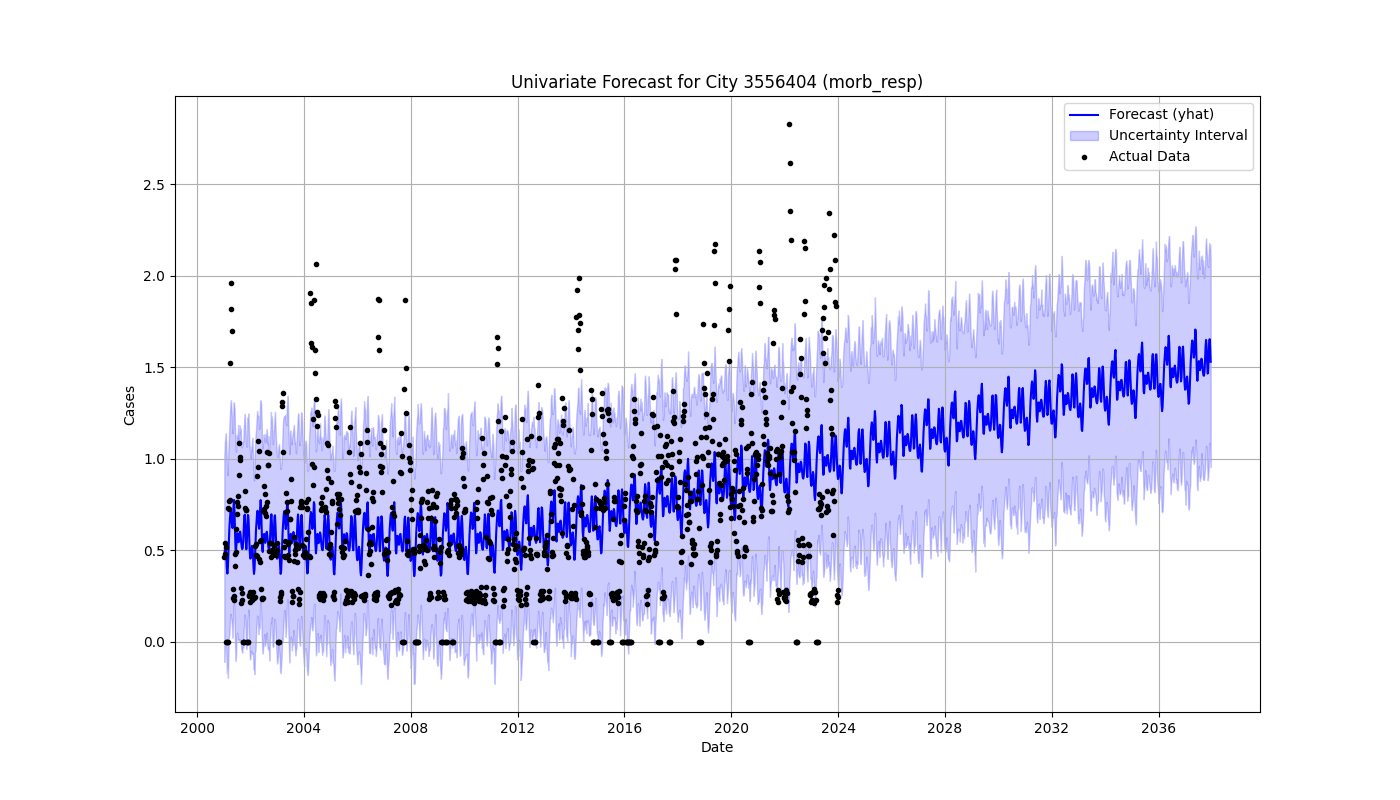 Univariate Forecast for City 3556404 (morb_resp)
Forecast (yhat)
Uncertainty Interval
Actual Data
Cases
2.5
2.0
1.5
1.0
0.5
0.0
2000 2004 2008 2012 2016 2020 2024 2028 2032 2036
Date